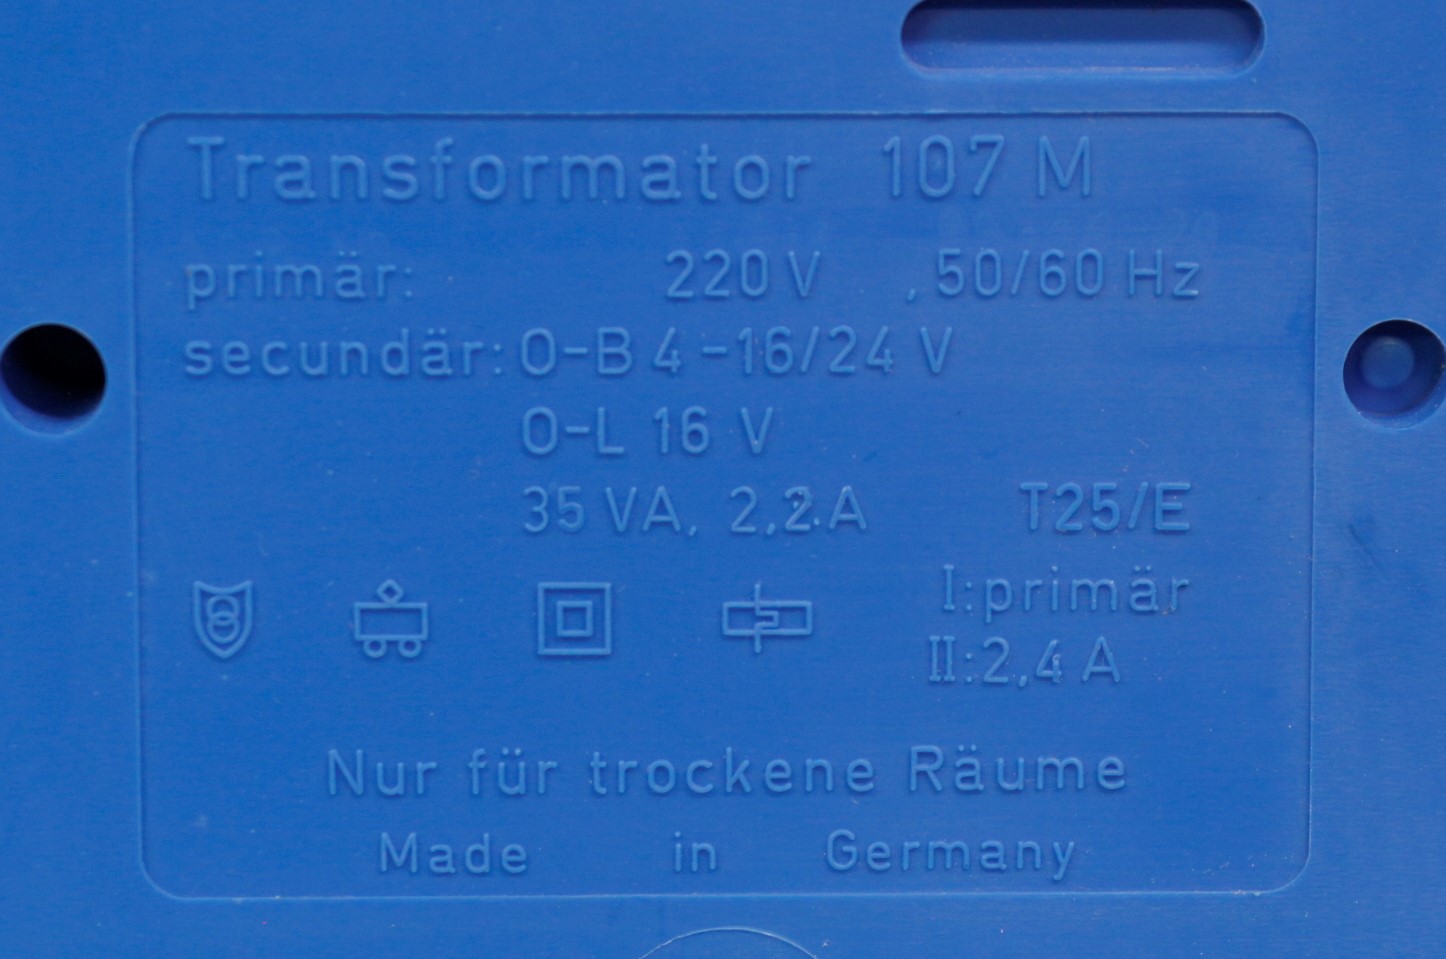 Transformator 107 M
primär: 220 V , 50/60 Hz
secundär: 0-B 4-16/24 V
0-L 16 V
35 VA, 2,2 A T25/E
I: primär
II: 2,4 A
Nur für trockene Räume
Made in Germany